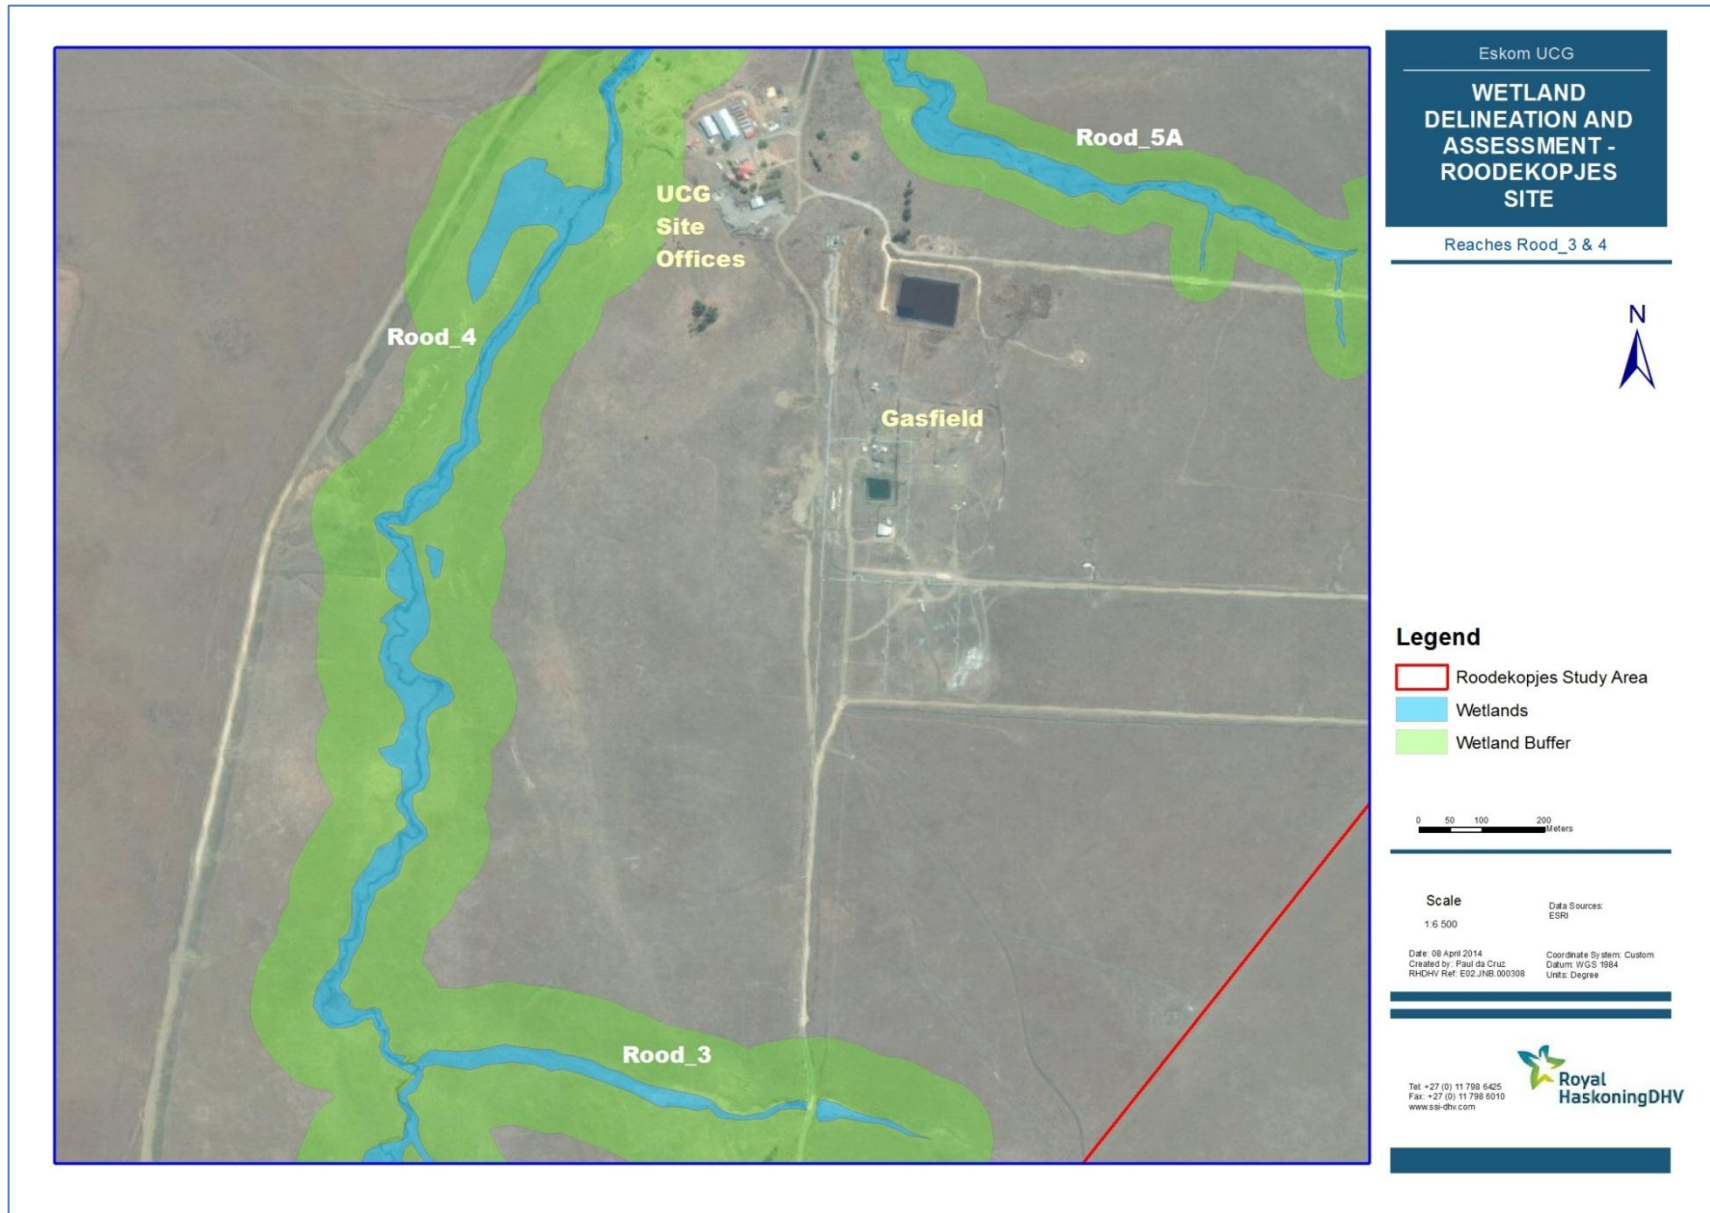 Eskom UCG
WETLAND
DELINEATION AND
ASSESSMENT -
ROODEKOPJES
SITE
Reaches Rood_3 & 4
N
Rood_5A
UCG
Site
Offices
Rood_4
Gasfield
Rood_3
Legend
Roodekopjes Study Area
Wetlands
Wetland Buffer
0 50 100 200
Meters
Scale
1:6 500
Data Sources:
ESRI
Date: 08 April 2014
Created by: Paul da Cruz
RHDHV Ref: E02.JNB.000308
Coordinate System: Custom
Datum: WGS 1984
Units: Degree
Tel: +27 (0) 11 798 6425
Fax: +27 (0) 11 798 6010
www.ssi-dhv.com
Royal
HaskoningDHV